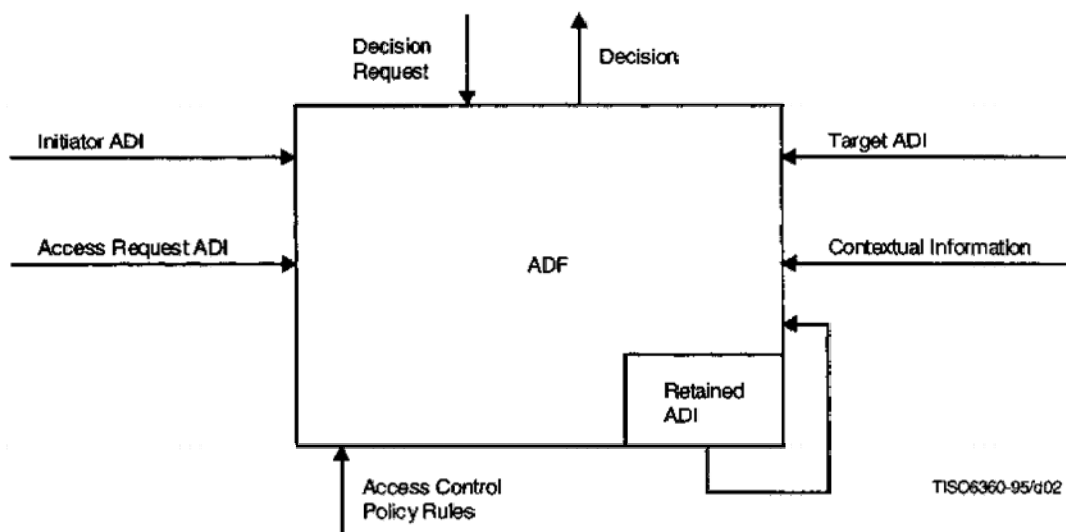 Decision
Request
Decision
Initiator ADI
Target ADI
Access Request ADI
Contextual Information
ADF
Retained
ADI
Access Control
Policy Rules
TISO6360-95/d02